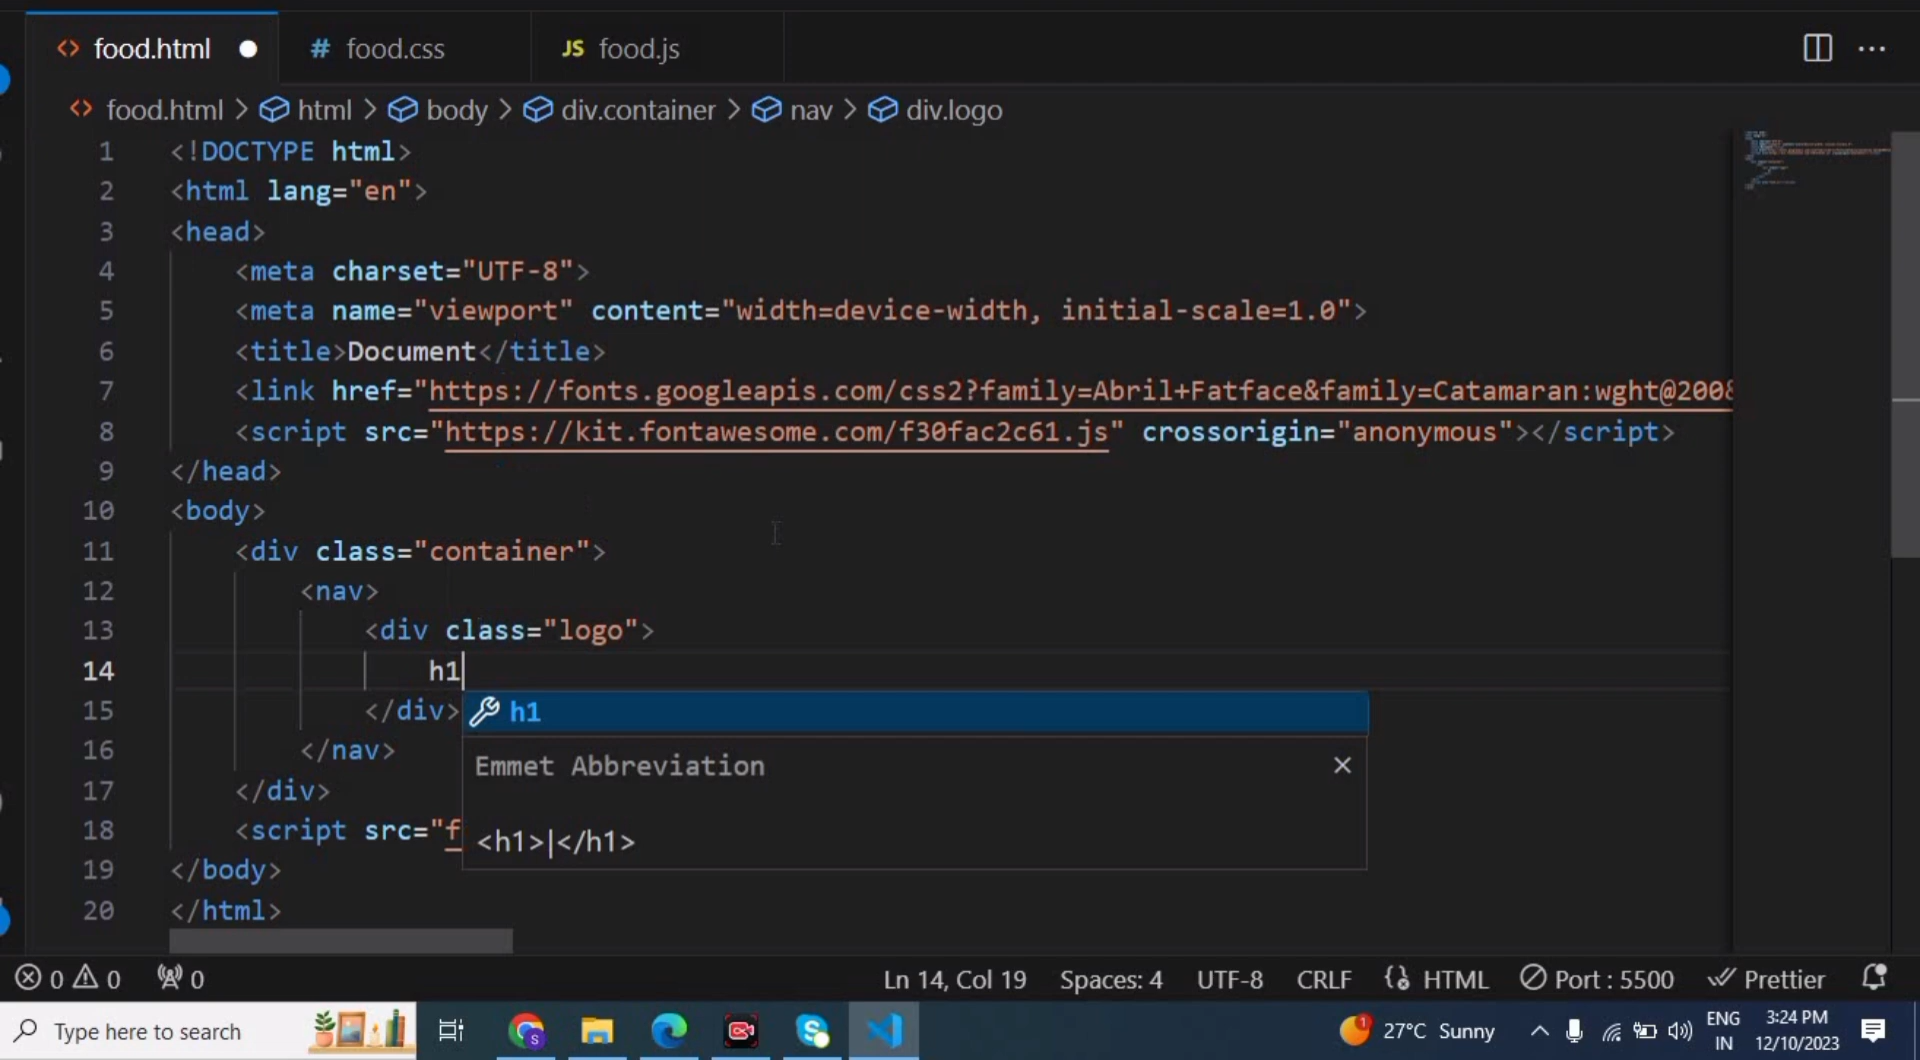 food.html
# food.css
JS food.js
food.html > html > body > div.container > nav > div.logo
1 <!DOCTYPE html>
2 <html lang="en">
3 <head>
4 <meta charset="UTF-8">
5 <meta name="viewport" content="width=device-width, initial-scale=1.0">
6 <title>Document</title>
7 <link href="https://fonts.googleapis.com/css2?family=Abril+Fatface&family=Catamaran:wght@200&
8 <script src="https://kit.fontawesome.com/f30fac2c61.js" crossorigin="anonymous"></script>
9 </head>
10 <body>
11 <div class="container">
12 <nav>
13 <div class="logo">
14 h1
15 </div>
h1
16 </nav>
Emmet Abbreviation
17 </div>
18 <script src="f
<h1>|</h1>
19 </body>
20 </html>
0 0 0
Ln 14, Col 19 Spaces: 4 UTF-8 CRLF HTML Port : 5500 Prettier
Type here to search
S
1
27°C Sunny
ENG
IN
3:24 PM
12/10/2023